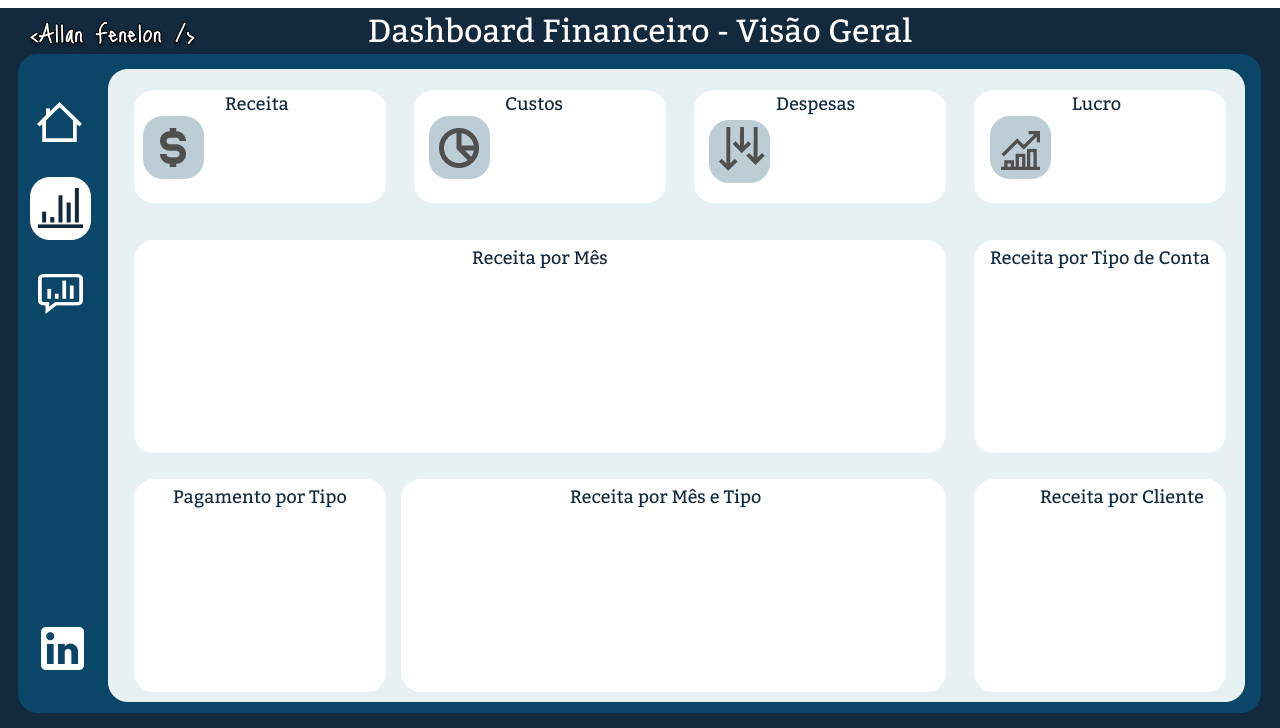 <Allan Fenelon />
Dashboard Financeiro - Visão Geral
Receita
Custos
Despesas
Lucro
$
Receita por Mês
Receita por Tipo de Conta
Pagamento por Tipo
Receita por Mês e Tipo
Receita por Cliente
in